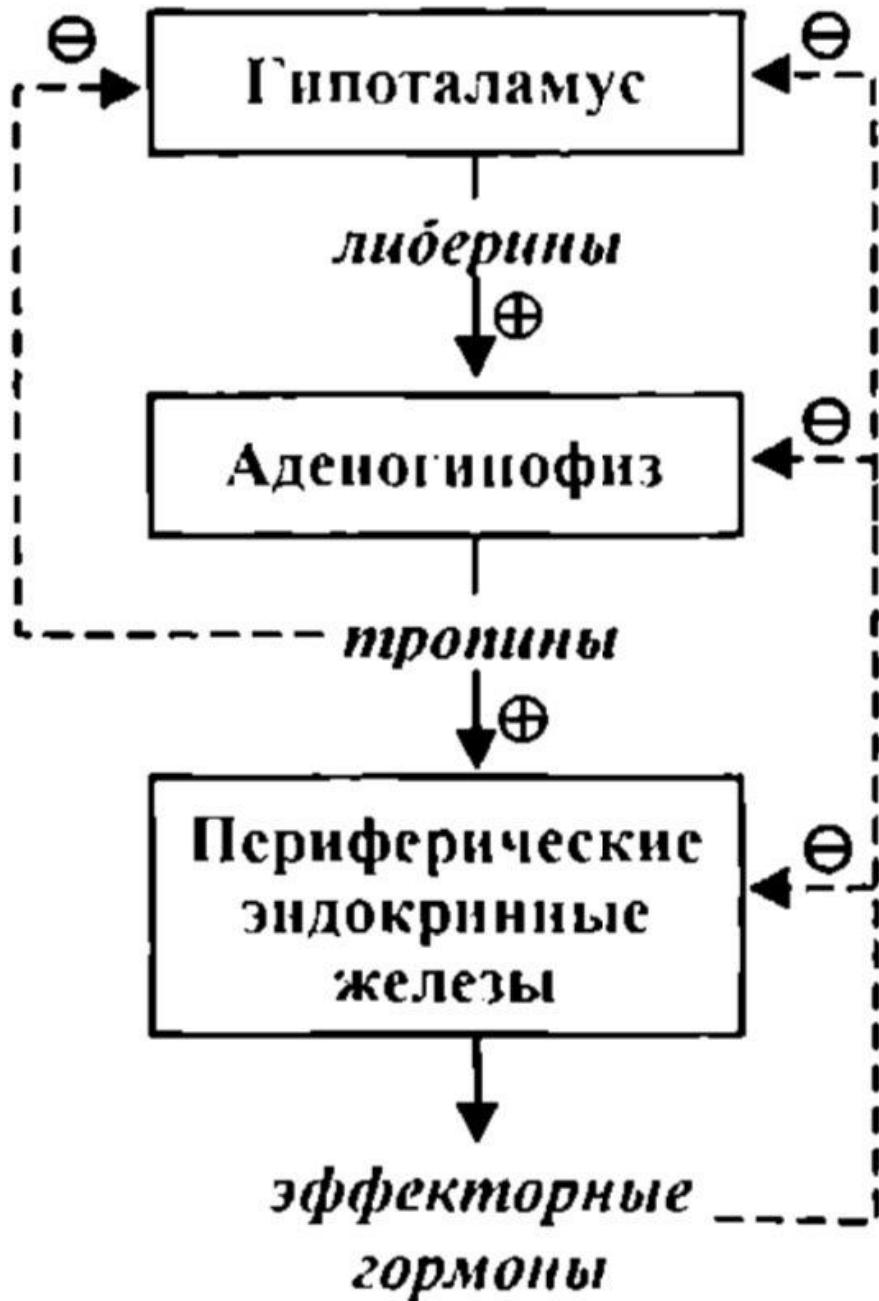 Гипоталамус
либерины
Аденогипофиз
тропины
Периферические
эндокринные
железы
эффекторные
гормоны